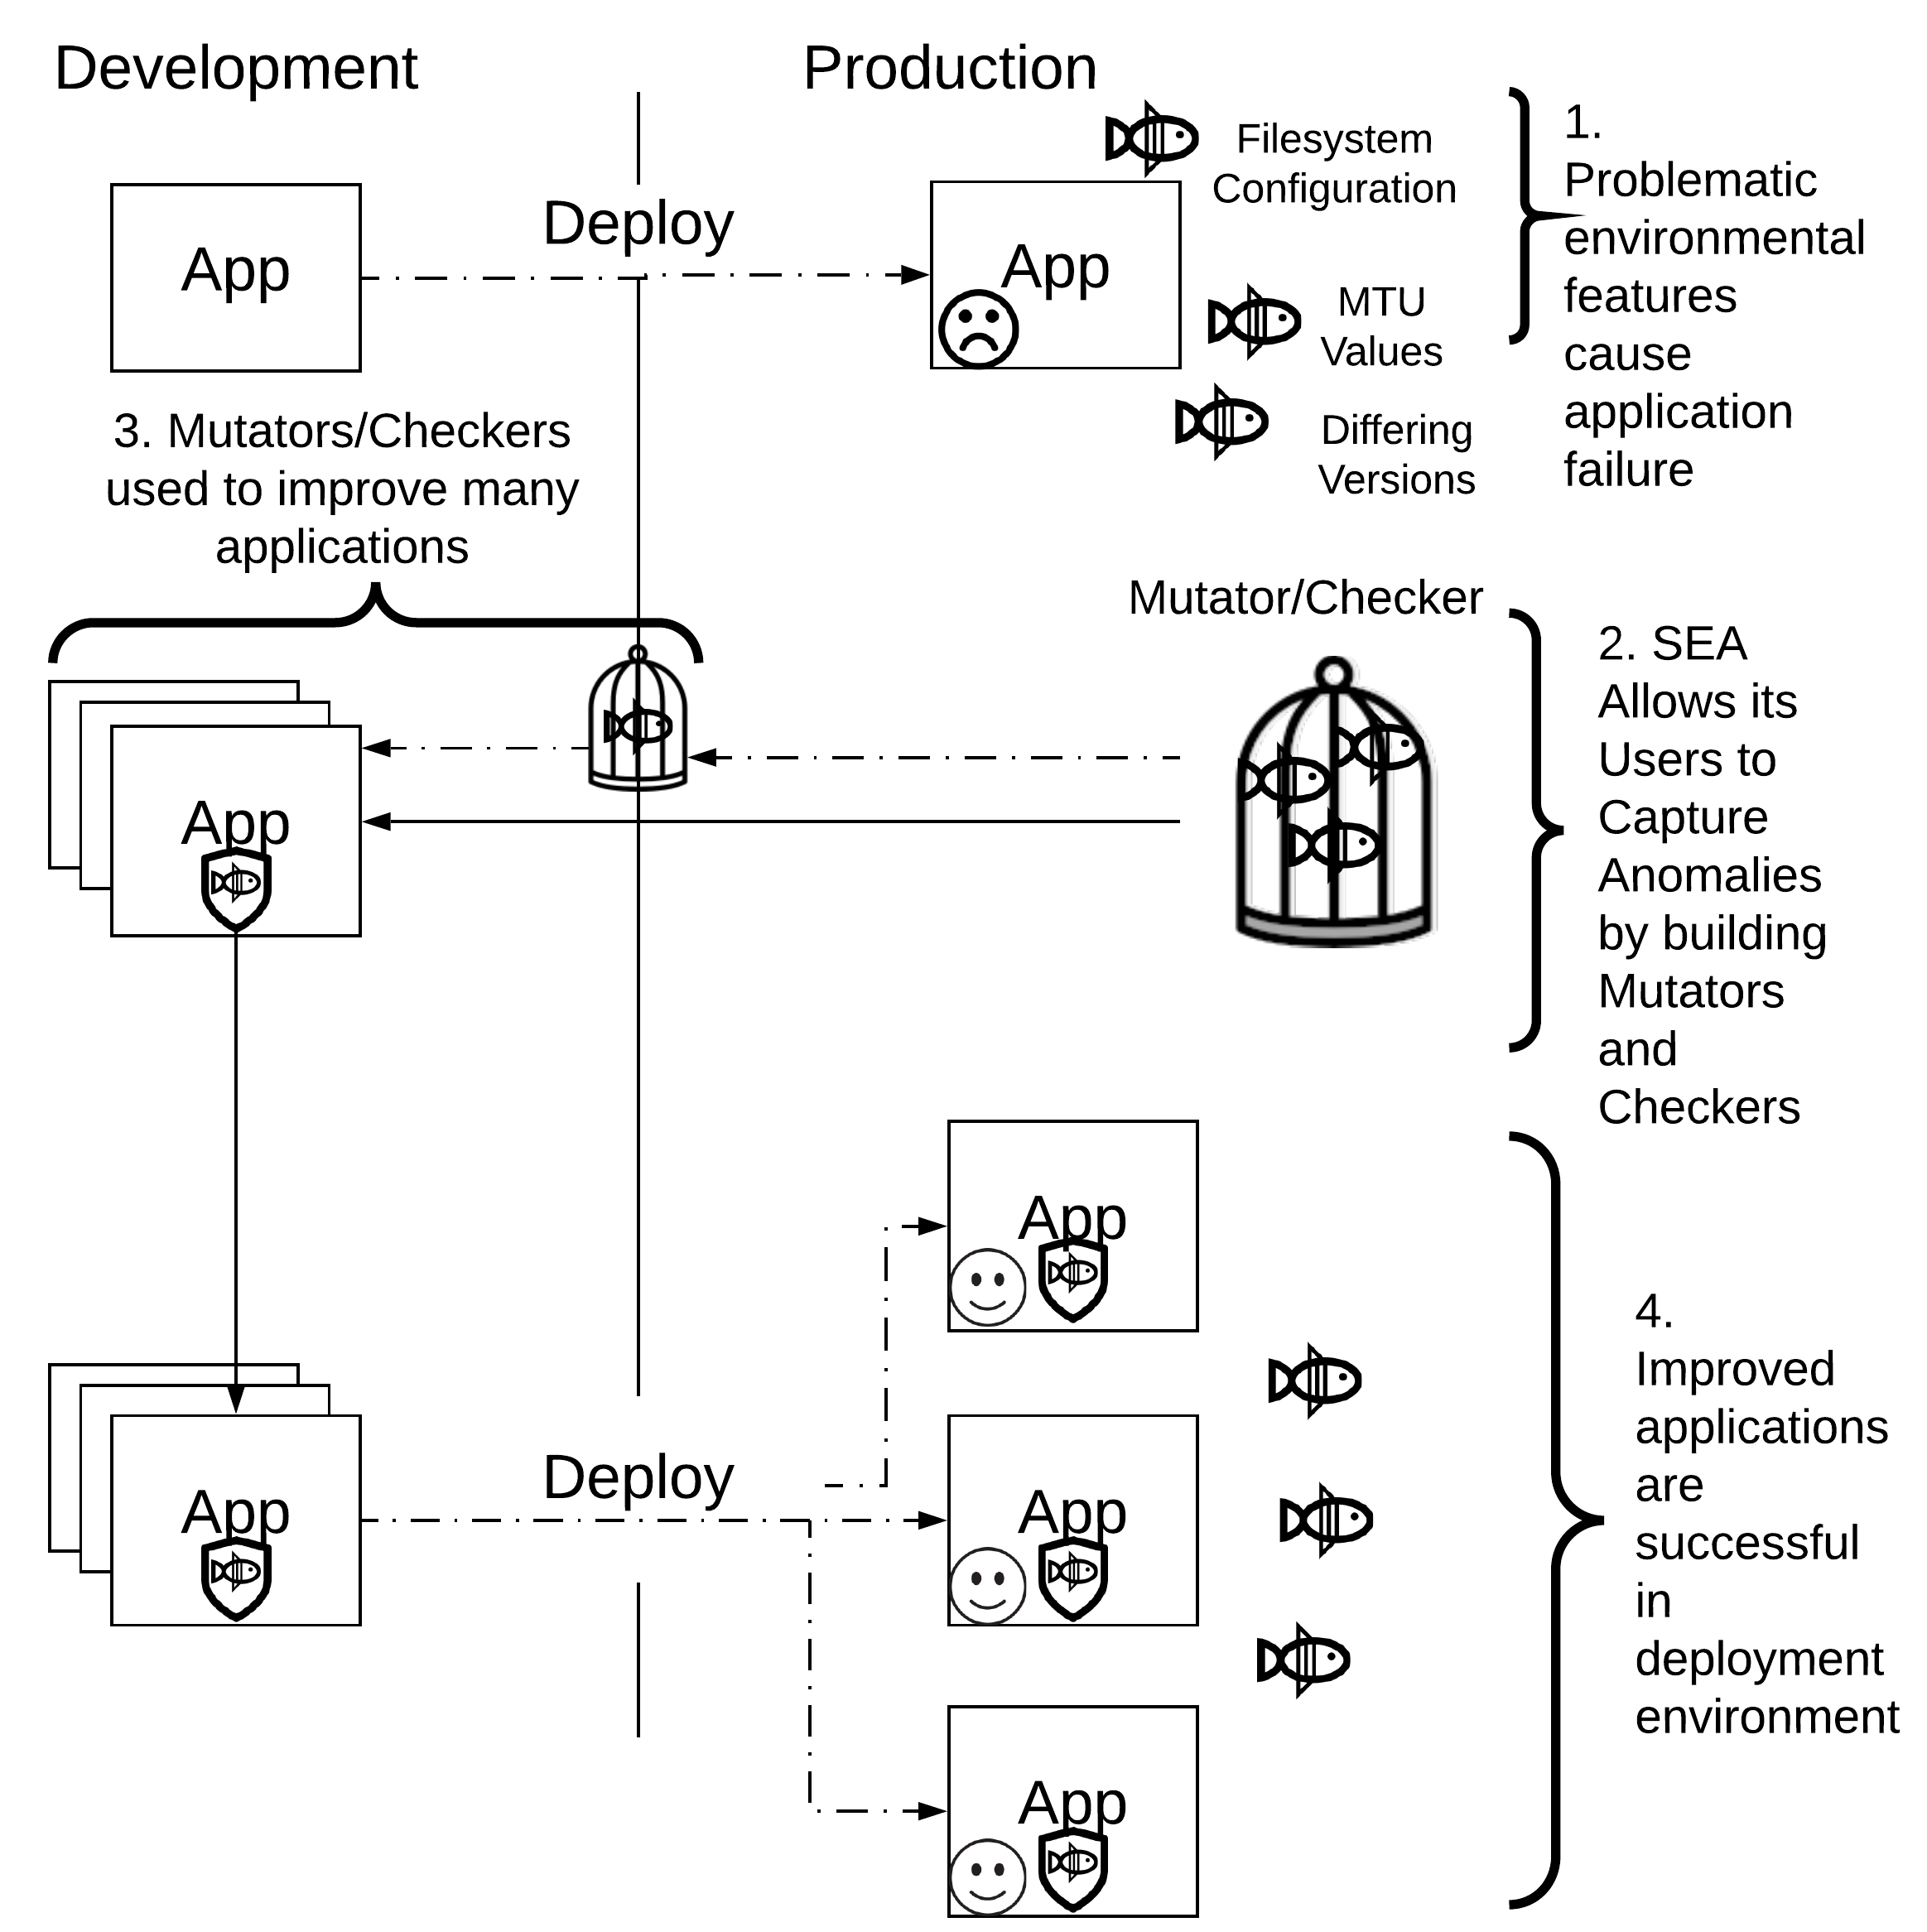 Development
Production
Filesystem
Configuration
1.
Problematic
environmental
features
cause
application
failure
App
Deploy
App
MTU
Values
Differing
Versions
3. Mutators/Checkers
used to improve many
applications
Mutator/Checker
2. SEA
Allows its
Users to
Capture
Anomalies
by building
Mutators
and
Checkers
App
App
4.
Improved
applications
are
successful
in
deployment
environment
App
Deploy
App
App